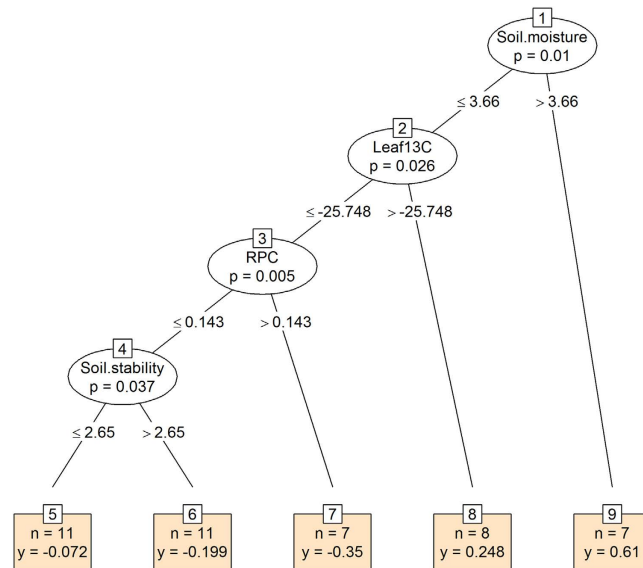 1
Soil.moisture
p = 0.01
≤ 3.66
> 3.66
2
Leaf13C
p = 0.026
≤ -25.748
> -25.748
3
RPC
p = 0.005
≤ 0.143
> 0.143
4
Soil.stability
p = 0.037
≤ 2.65
> 2.65
5
n = 11
y = -0.072
6
n = 11
y = -0.199
7
n = 7
y = -0.35
8
n = 8
y = 0.248
9
n = 7
y = 0.61